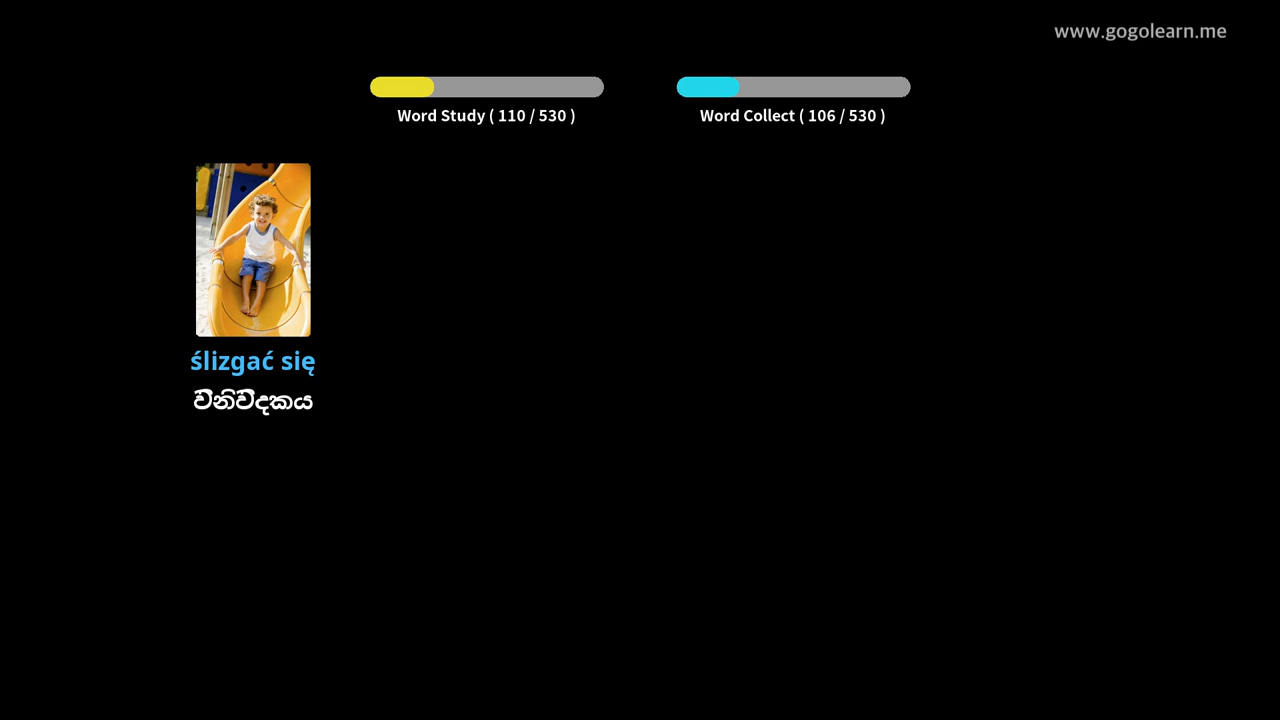 www.gogolearn.me
Word Study ( 110 / 530 )
Word Collect ( 106 / 530 )
ślizgać się
විනිවිදකය